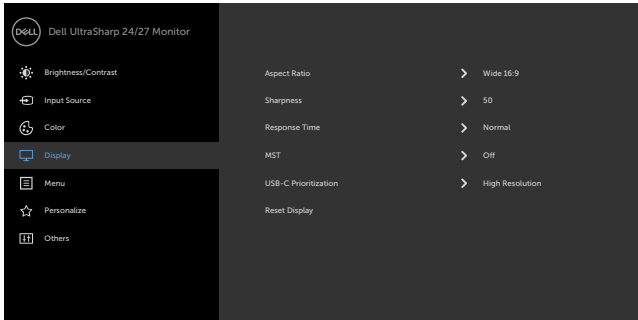 DELL
Dell UltraSharp 24/27 Monitor
Brightness/Contrast
Input Source
Color
Display
Menu
Personalize
Others
Aspect Ratio Wide 16:9
Sharpness 50
Response Time Normal
MST Off
USB-C Prioritization High Resolution
Reset Display